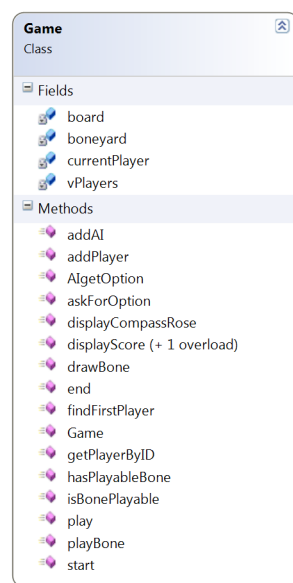 Game
Class
Fields
board
boneyard
currentPlayer
vPlayers
Methods
addAI
addPlayer
AIgetOption
askForOption
displayCompassRose
displayScore (+ 1 overload)
drawBone
end
findFirstPlayer
Game
getPlayerByID
hasPlayableBone
isBonePlayable
play
playBone
start